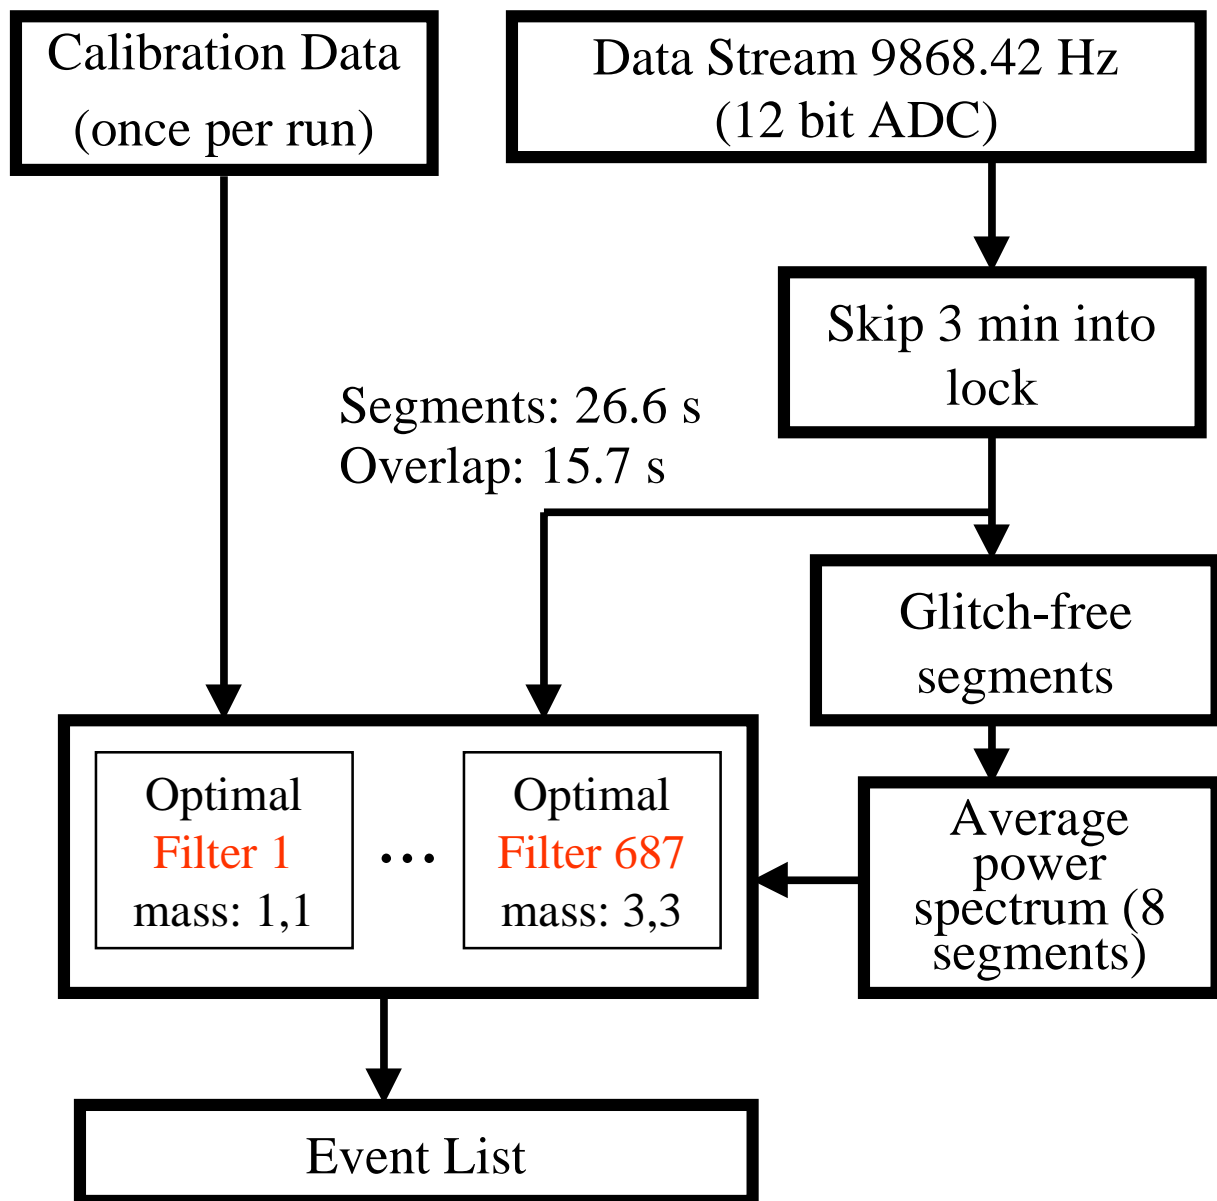 Calibration Data
(once per run)
Data Stream 9868.42 Hz
(12 bit ADC)
Skip 3 min into
lock
Segments: 26.6 s
Overlap: 15.7 s
Glitch-free
segments
Optimal
Filter 1
mass: 1,1
...
Optimal
Filter 687
mass: 3,3
Average
power
spectrum (8
segments)
Event List